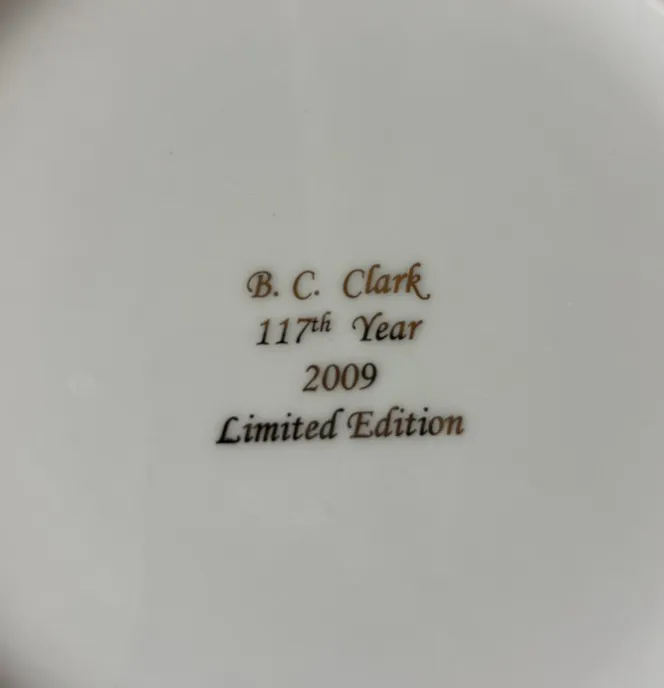 B. C. Clark
117th Year
2009
Limited Edition